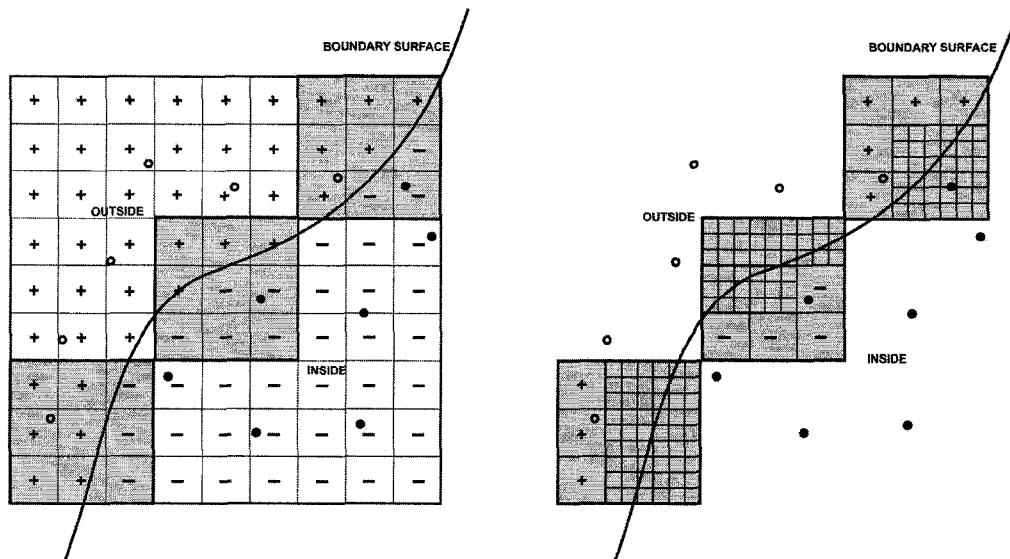 BOUNDARY SURFACE
BOUNDARY SURFACE
+ + + + + + + + +
+ + +
+ + + + + + + + −
+
+ + + + + + + − −
+
OUTSIDE
OUTSIDE
+ + + + + + − − −
+ + + + − − − − −
−
+ + + − − − − − −
− − −
INSIDE
INSIDE
+ + − − − − − − −
+
+ + − − − − − − −
+
+ + − − − − − − −
+